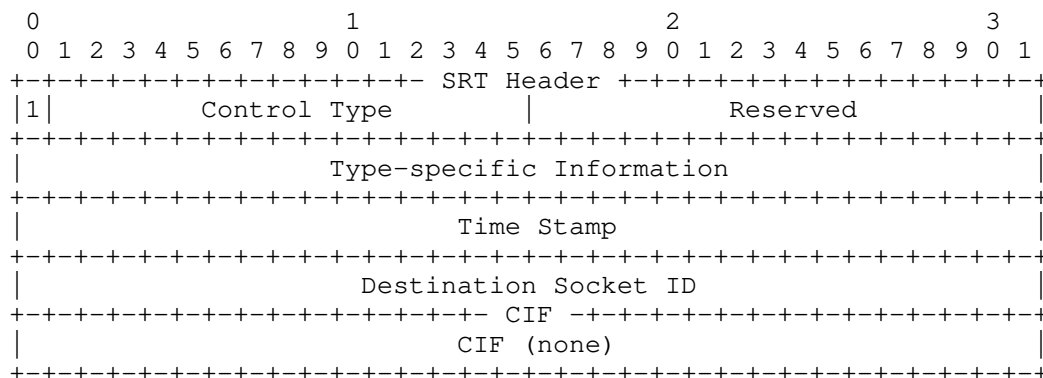 0                   1                   2                   3
 0 1 2 3 4 5 6 7 8 9 0 1 2 3 4 5 6 7 8 9 0 1 2 3 4 5 6 7 8 9 0 1
+-+-+-+-+-+-+-+-+-+-+-+-+- SRT Header +-+-+-+-+-+-+-+-+-+-+-+-+-+
|1|         Control Type        |            Reserved           |
+-+-+-+-+-+-+-+-+-+-+-+-+-+-+-+-+-+-+-+-+-+-+-+-+-+-+-+-+-+-+-+-+
|                   Type-specific Information                   |
+-+-+-+-+-+-+-+-+-+-+-+-+-+-+-+-+-+-+-+-+-+-+-+-+-+-+-+-+-+-+-+-+
|                           Time Stamp                          |
+-+-+-+-+-+-+-+-+-+-+-+-+-+-+-+-+-+-+-+-+-+-+-+-+-+-+-+-+-+-+-+-+
|                     Destination Socket ID                     |
+-+-+-+-+-+-+-+-+-+-+-+-+-+-+- CIF -+-+-+-+-+-+-+-+-+-+-+-+-+-+-+
|                           CIF (none)                          |
+-+-+-+-+-+-+-+-+-+-+-+-+-+-+-+-+-+-+-+-+-+-+-+-+-+-+-+-+-+-+-+-+